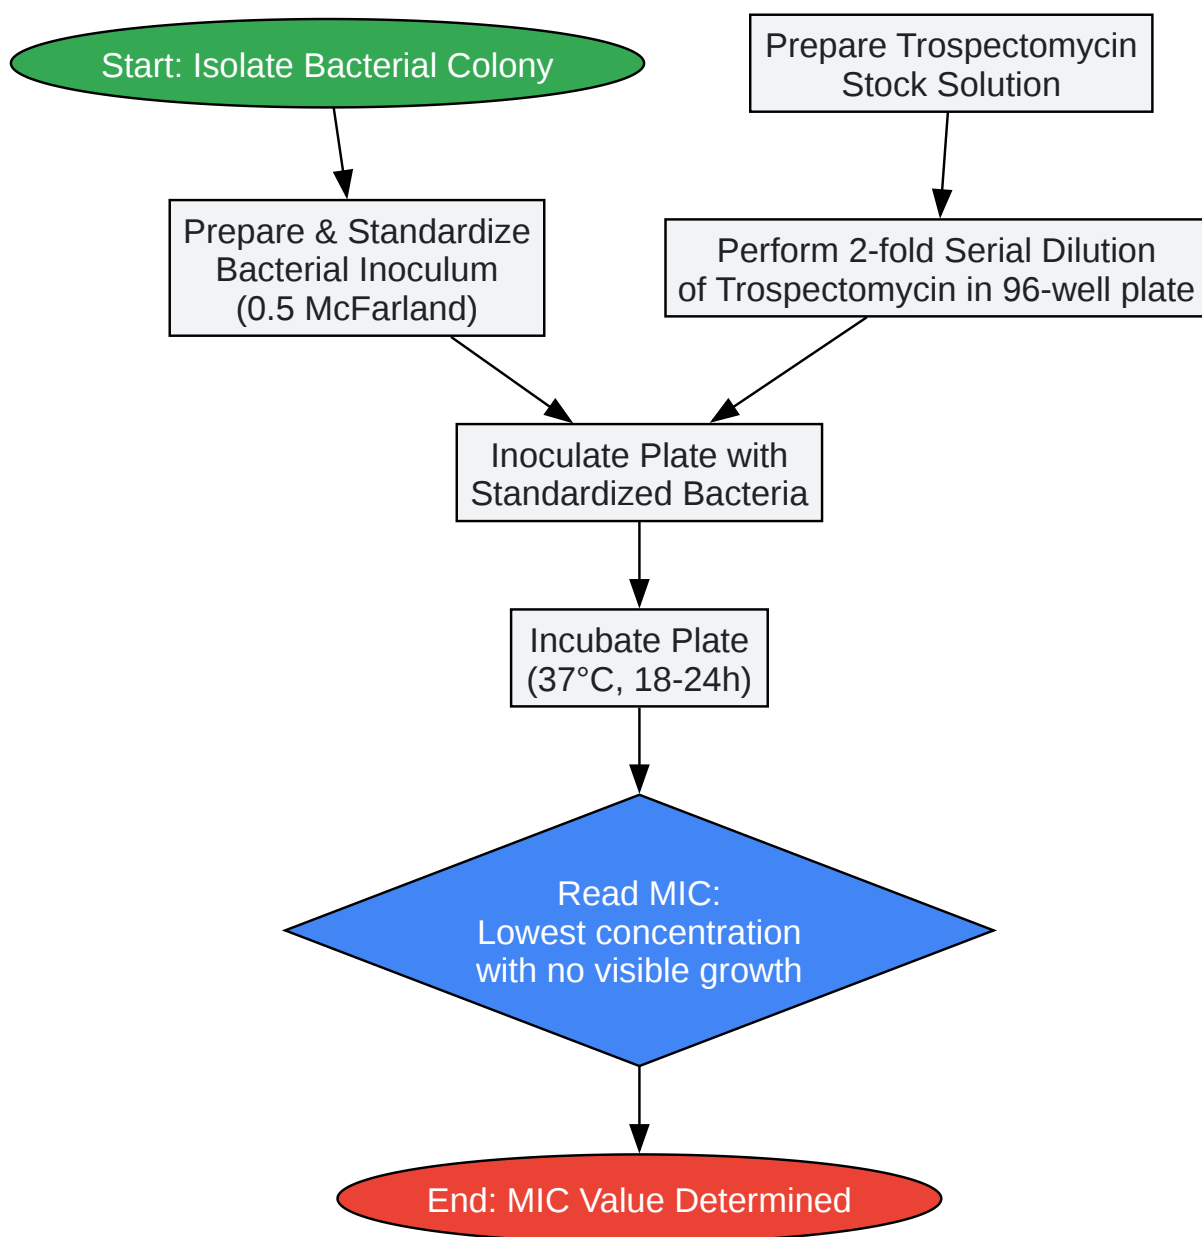 Start: Isolate Bacterial Colony
Prepare Trospectomycin
Stock Solution
Prepare & Standardize
Bacterial Inoculum
(0.5 McFarland)
Perform 2-fold Serial Dilution
of Trospectomycin in 96-well plate
Inoculate Plate with
Standardized Bacteria
Incubate Plate
(37°C, 18-24h)
Read MIC:
Lowest concentration
with no visible growth
End: MIC Value Determined